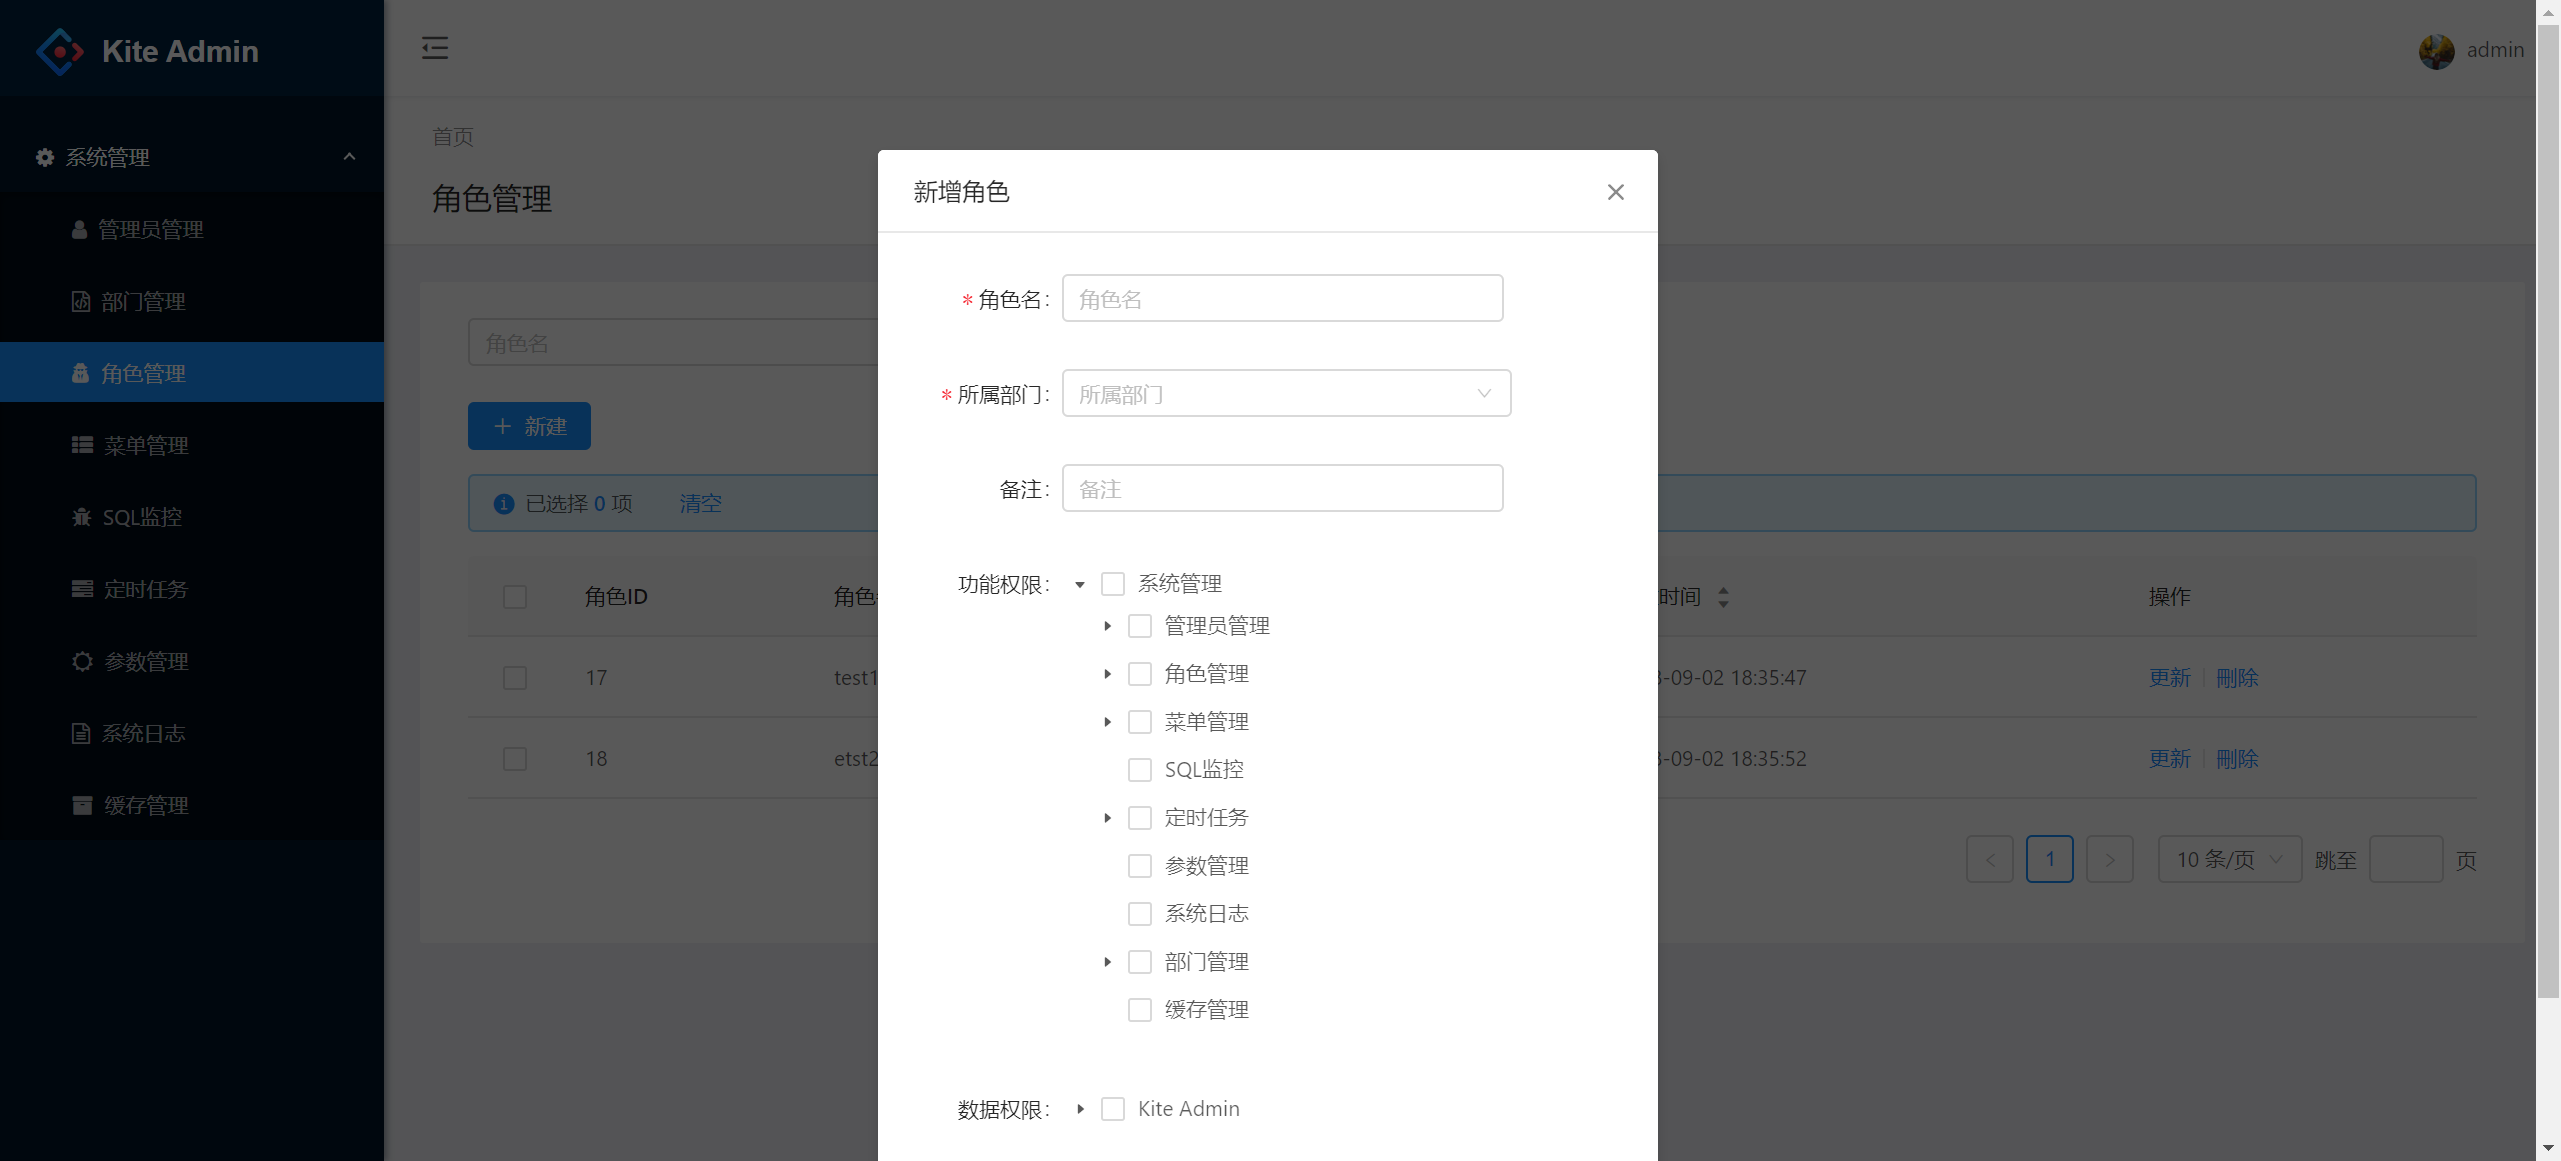 Kite Admin
admin
系统管理
管理员管理
部门管理
角色管理
菜单管理
SQL监控
定时任务
参数管理
系统日志
缓存管理
首页
角色管理
角色名
新建
已选择 0 项 清空
角色ID 角色 时间 操作
17 test1 -09-02 18:35:47 更新 刪除
18 etst2 -09-02 18:35:52 更新 刪除
1 10 条/页 跳至 页
新增角色
* 角色名: 角色名
* 所属部门: 所属部门
备注: 备注
功能权限: 系统管理
管理员管理
角色管理
菜单管理
SQL监控
定时任务
参数管理
系统日志
部门管理
缓存管理
数据权限: Kite Admin